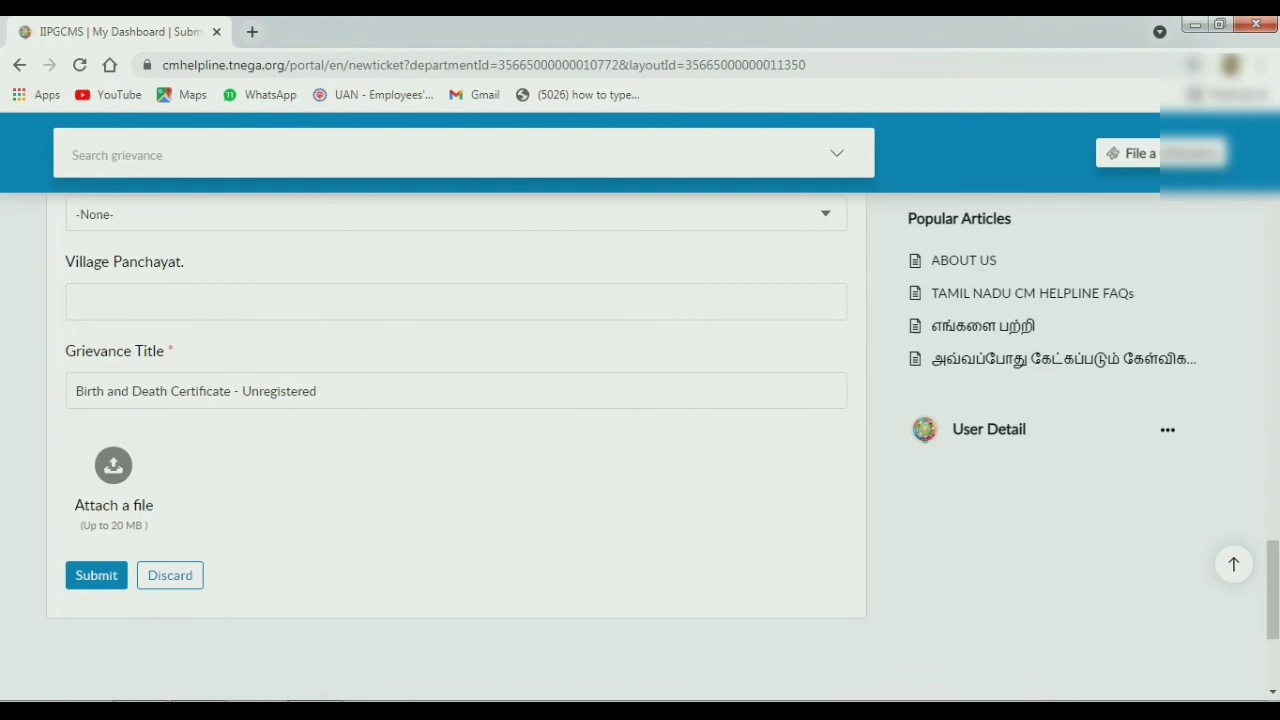 IIPGCMS | My Dashboard | Subm
cmhelpline.tnega.org/portal/en/newticket?departmentId=35665000000010772&layoutId=35665000000011350
Apps YouTube Maps WhatsApp UAN - Employees'... Gmail (5026) how to type...
Search grievance
File a
-None-
Village Panchayat.
Grievance Title *
Birth and Death Certificate - Unregistered
Attach a file
(Up to 20 MB )
Submit Discard
Popular Articles
ABOUT US
TAMIL NADU CM HELPLINE FAQs
எங்களை பற்றி
அவ்வப்போது கேட்கப்படும் கேள்விக...
User Detail